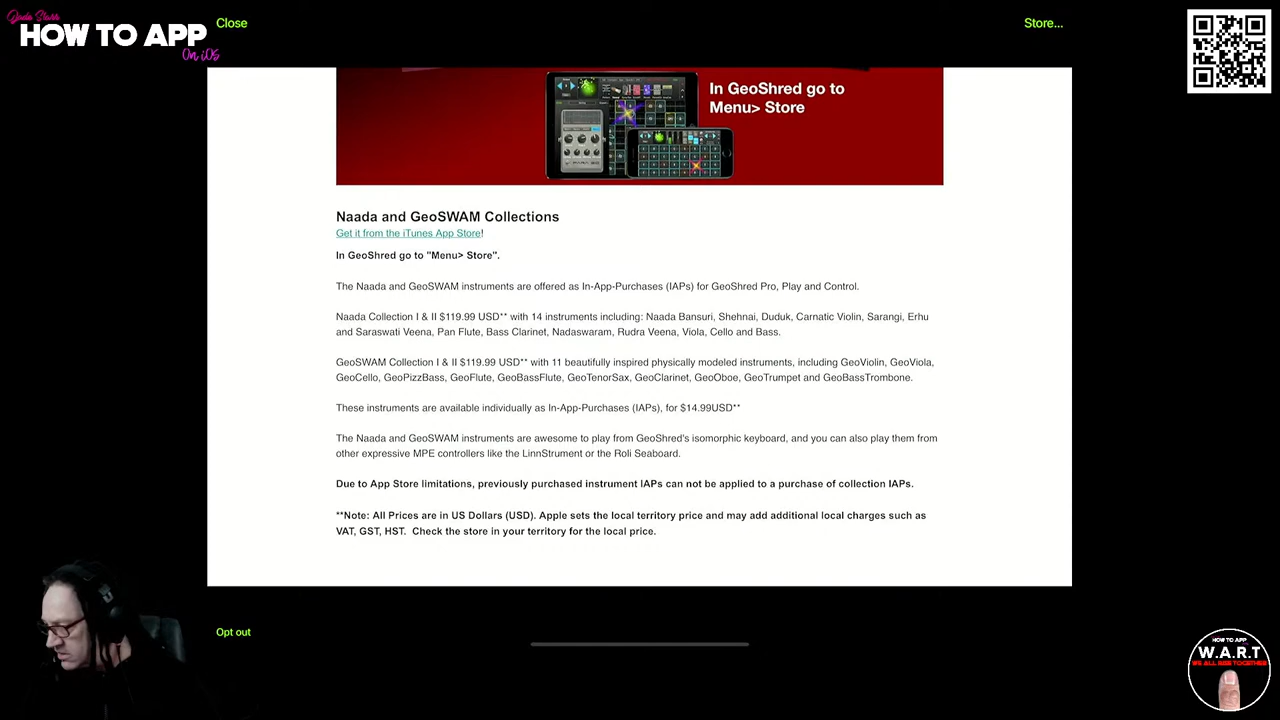 Close
Store...
Jade Starr
HOW TO APP
On iOS
In GeoShred go to
Menu> Store
Naada and GeoSWAM Collections
Get it from the iTunes App Store!
In GeoShred go to "Menu> Store".
The Naada and GeoSWAM instruments are offered as In-App-Purchases (IAPs) for GeoShred Pro, Play and Control.
Naada Collection I & II $119.99 USD** with 14 instruments including: Naada Bansuri, Shehnai, Duduk, Carnatic Violin, Sarangi, Erhu
and Saraswati Veena, Pan Flute, Bass Clarinet, Nadaswaram, Rudra Veena, Viola, Cello and Bass.
GeoSWAM Collection I & II $119.99 USD** with 11 beautifully inspired physically modeled instruments, including GeoViolin, GeoViola,
GeoCello, GeoPizzBass, GeoFlute, GeoBassFlute, GeoTenorSax, GeoClarinet, GeoOboe, GeoTrumpet and GeoBassTrombone.
These instruments are available individually as In-App-Purchases (IAPs), for $14.99USD**
The Naada and GeoSWAM instruments are awesome to play from GeoShred's isomorphic keyboard, and you can also play them from
other expressive MPE controllers like the LinnStrument or the Roli Seaboard.
Due to App Store limitations, previously purchased instrument IAPs can not be applied to a purchase of collection IAPs.
**Note: All Prices are in US Dollars (USD). Apple sets the local territory price and may add additional local charges such as
VAT, GST, HST. Check the store in your territory for the local price.
Opt out
HOW TO APP
W.A.R.T
WE ALL RISE TOGETHER